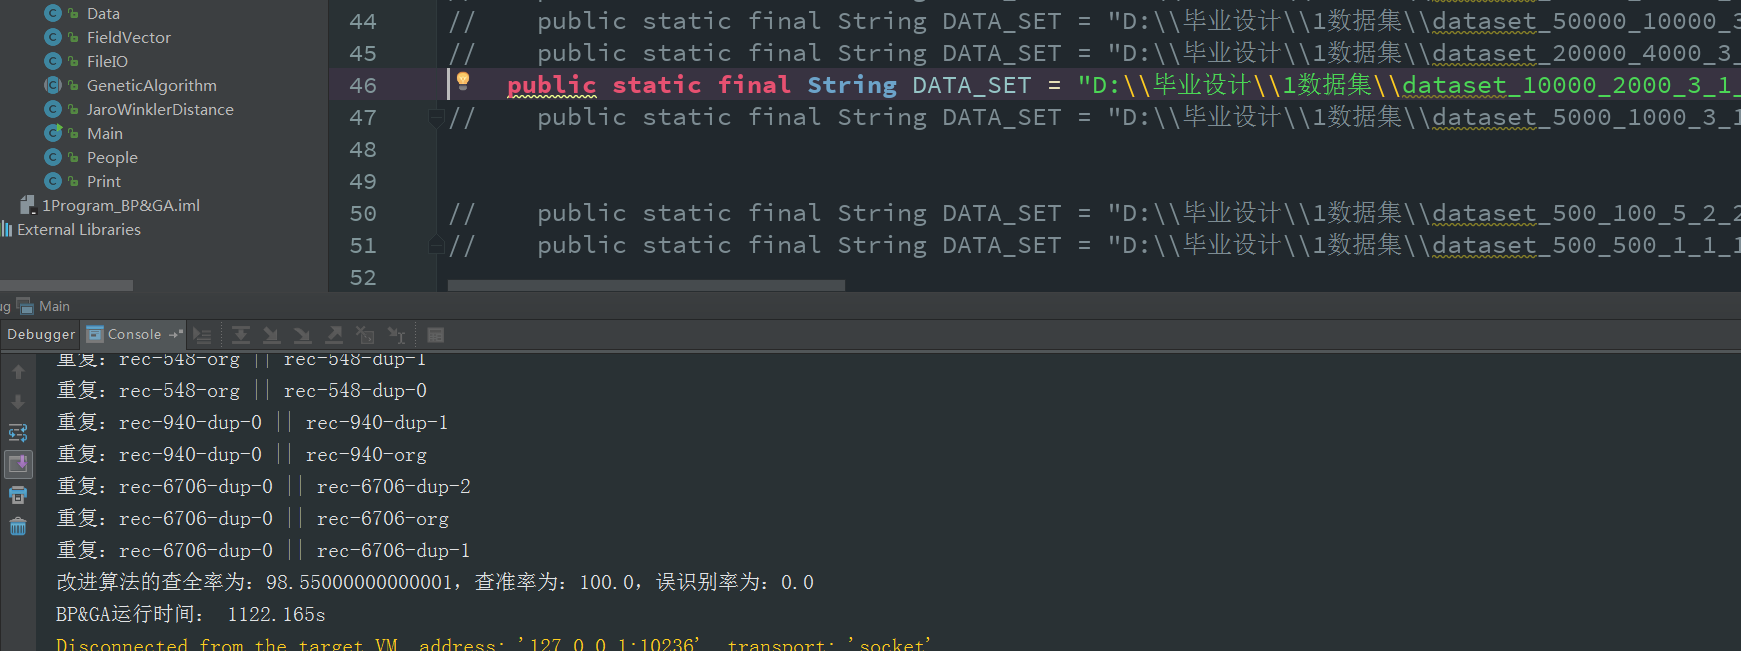 Data
FieldVector
FileIO
GeneticAlgorithm
JaroWinklerDistance
Main
People
Print
1Program_BP&GA.iml
External Libraries
44 // public static final String DATA_SET = "D:\\毕业设计\\1数据集\\dataset_50000_10000_3
45 // public static final String DATA_SET = "D:\\毕业设计\\1数据集\\dataset_20000_4000_3_
46 public static final String DATA_SET = "D:\\毕业设计\\1数据集\\dataset_10000_2000_3_1_
47 // public static final String DATA_SET = "D:\\毕业设计\\1数据集\\dataset_5000_1000_3_1
48
49
50 // public static final String DATA_SET = "D:\\毕业设计\\1数据集\\dataset_500_100_5_2_2
51 // public static final String DATA_SET = "D:\\毕业设计\\1数据集\\dataset_500_500_1_1_1
52
ug Main
Debugger Console
重复：rec-548-org || rec-548-dup-1
重复：rec-548-org || rec-548-dup-0
重复：rec-940-dup-0 || rec-940-dup-1
重复：rec-940-dup-0 || rec-940-org
重复：rec-6706-dup-0 || rec-6706-dup-2
重复：rec-6706-dup-0 || rec-6706-org
重复：rec-6706-dup-0 || rec-6706-dup-1
改进算法的查全率为：98.55000000000001，查准率为：100.0，误识别率为：0.0
BP&GA运行时间： 1122.165s
Disconnected from the target VM, address: '127.0.0.1:10236', transport: 'socket'